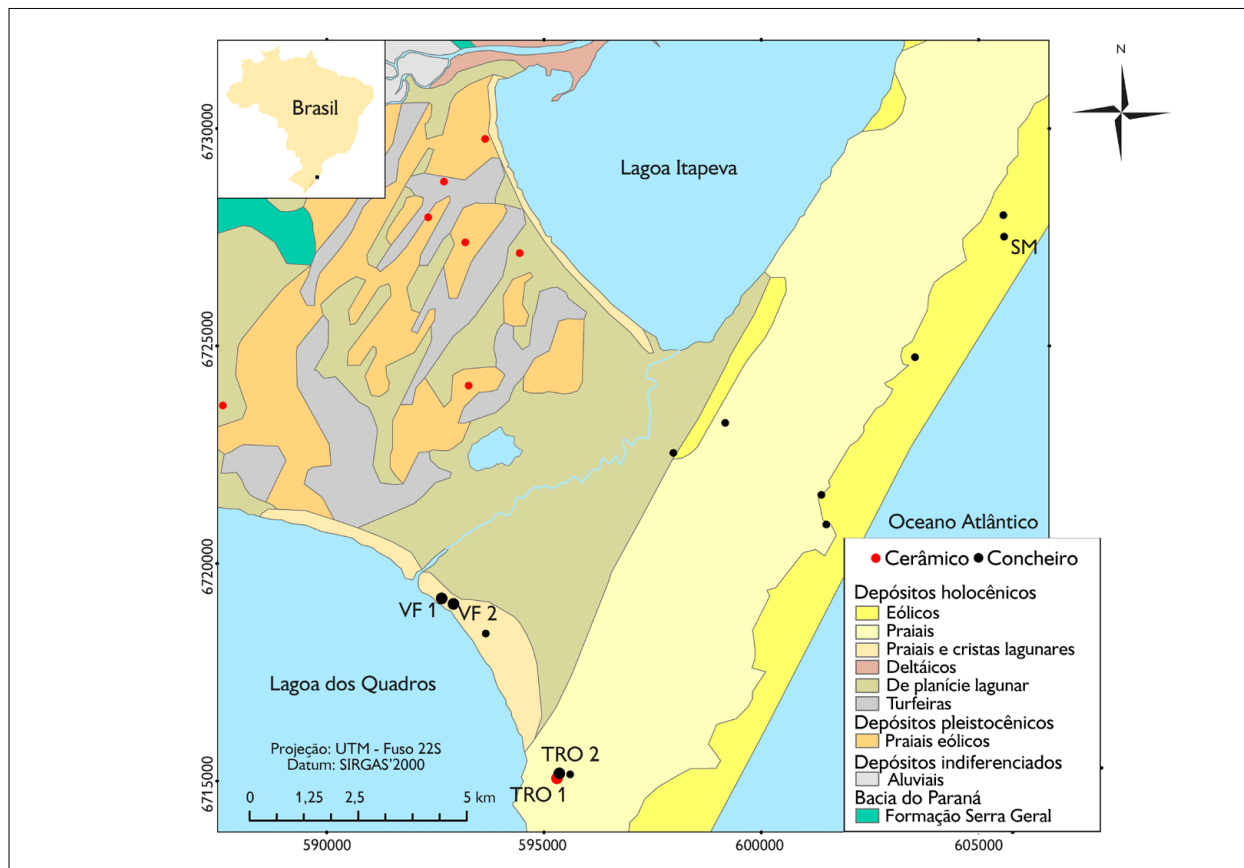 Brasil
N
Lagoa Itapeva
SM
Oceano Atlântico
VF 1
VF 2
Lagoa dos Quadros
TRO 2
TRO 1
Projeção: UTM - Fuso 22S
Datum: SIRGAS'2000
0 1,25 2,5 5 km
6730000
6725000
6720000
6715000
590000 595000 600000 605000
Cerâmico Concheiro
Depósitos holocênicos
Eólicos
Praiais
Praiais e cristas lagunares
Deltáicos
De planície lagunar
Turfeiras
Depósitos pleistocênicos
Praiais eólicos
Depósitos indiferenciados
Aluviais
Bacia do Paraná
Formação Serra Geral